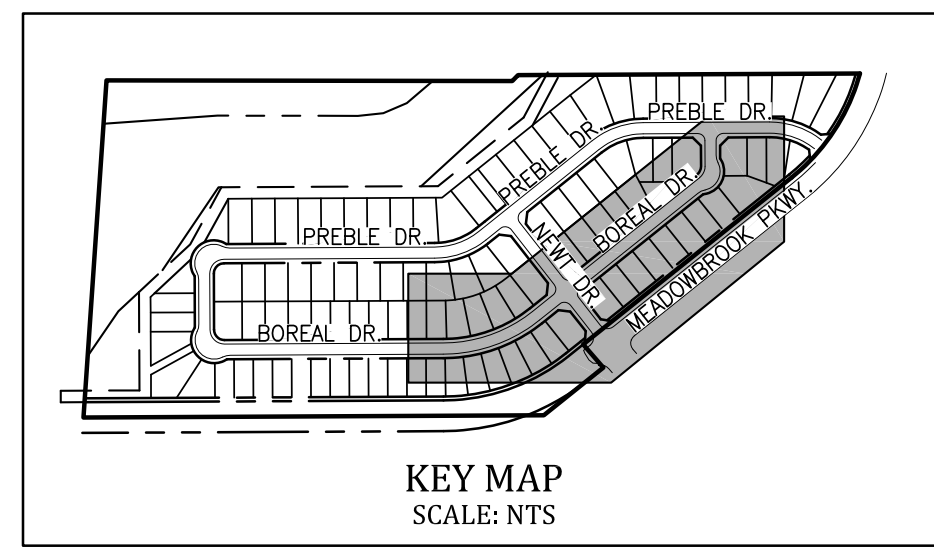 PREBLE DR.
PREBLE DR.
BOREAL DR.
PREBLE DR.
NEWT DR.
BOREAL DR.
MEADOWBROOK PKWY.
KEY MAP
SCALE: NTS